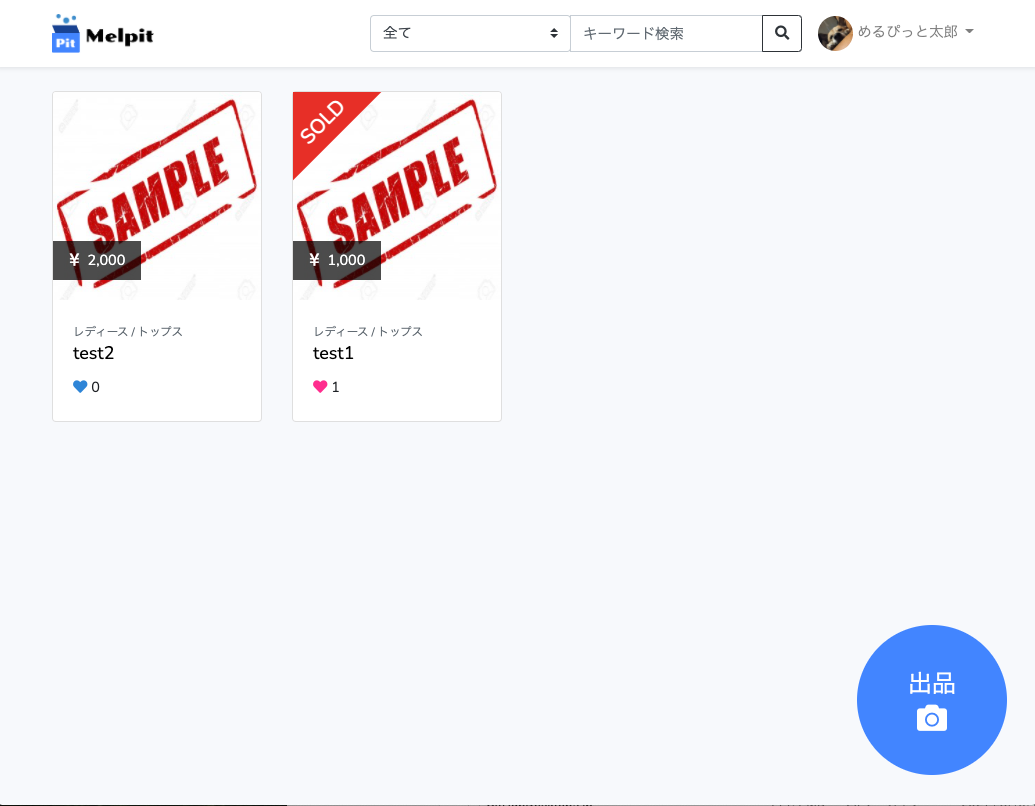 Pit Melpit
全て
キーワード検索
めるぴっと太郎
SAMPLE
¥ 2,000
レディース / トップス
test2
0
SOLD
SAMPLE
¥ 1,000
レディース / トップス
test1
1
出品